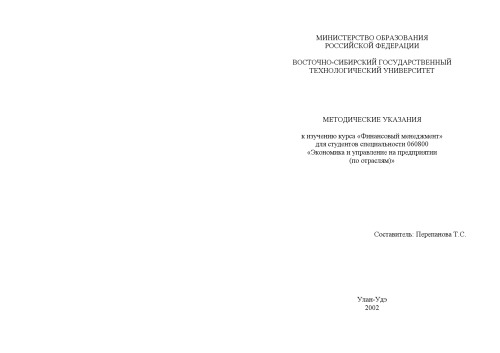 МИНИСТЕРСТВО ОБРАЗОВАНИЯ
РОССИЙСКОЙ ФЕДЕРАЦИИ
ВОСТОЧНО-СИБИРСКИЙ ГОСУДАРСТВЕННЫЙ
ТЕХНОЛОГИЧЕСКИЙ УНИВЕРСИТЕТ
МЕТОДИЧЕСКИЕ УКАЗАНИЯ
к изучению курса «Финансовый менеджмент»
для студентов специальности 060800
«Экономика и управление на предприятии
(по отраслям)»
Составитель: Перепанова Т.С.
Улан-Удэ
2002